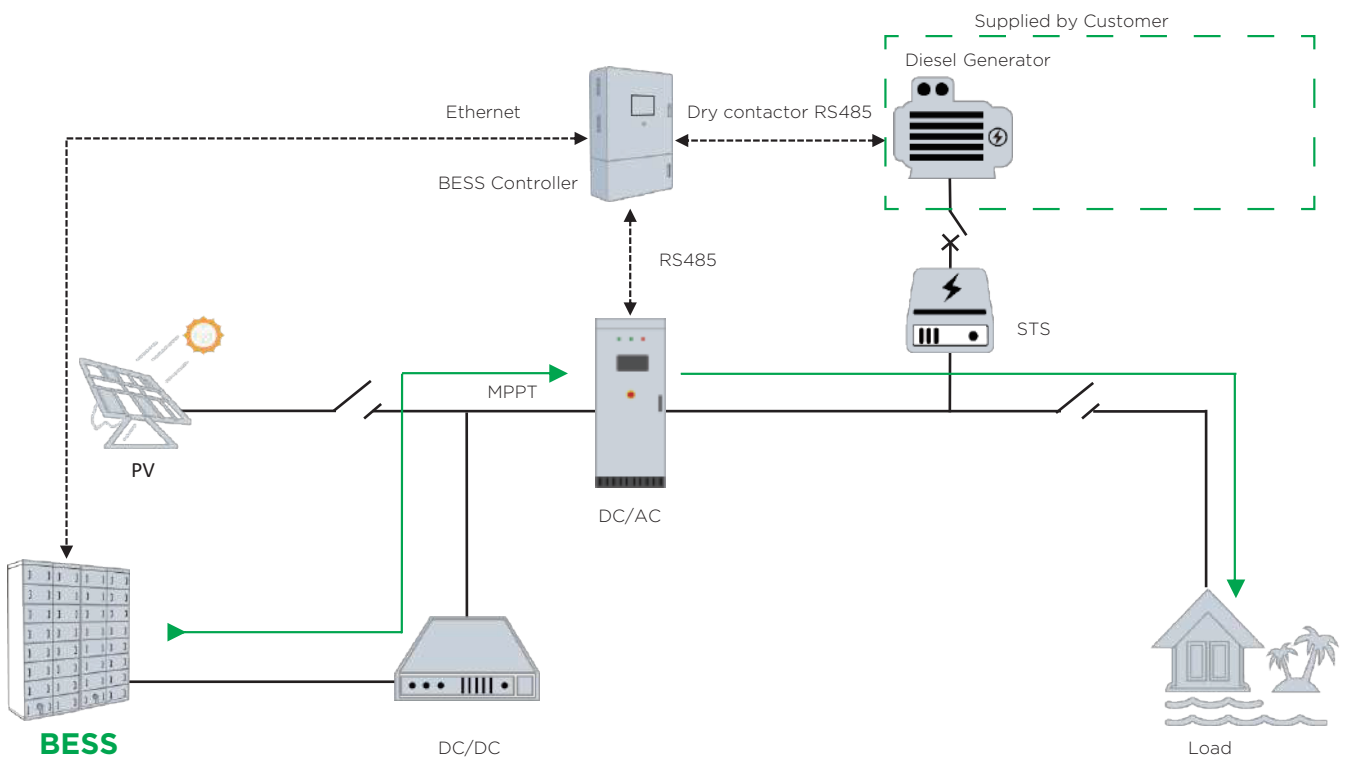 Supplied by Customer
Diesel Generator
Ethernet
Dry contactor RS485
BESS Controller
RS485
STS
MPPT
PV
DC/AC
BESS
DC/DC
Load